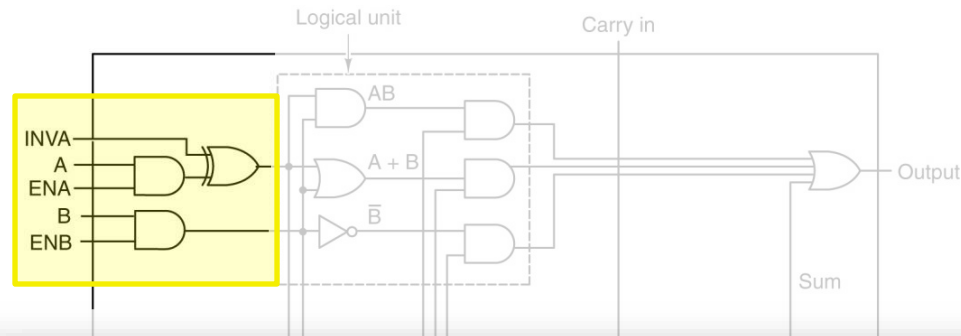 Logical unit
Carry in
AB
INVA
A
ENA
A + B
Output
B
B̅
ENB
Sum